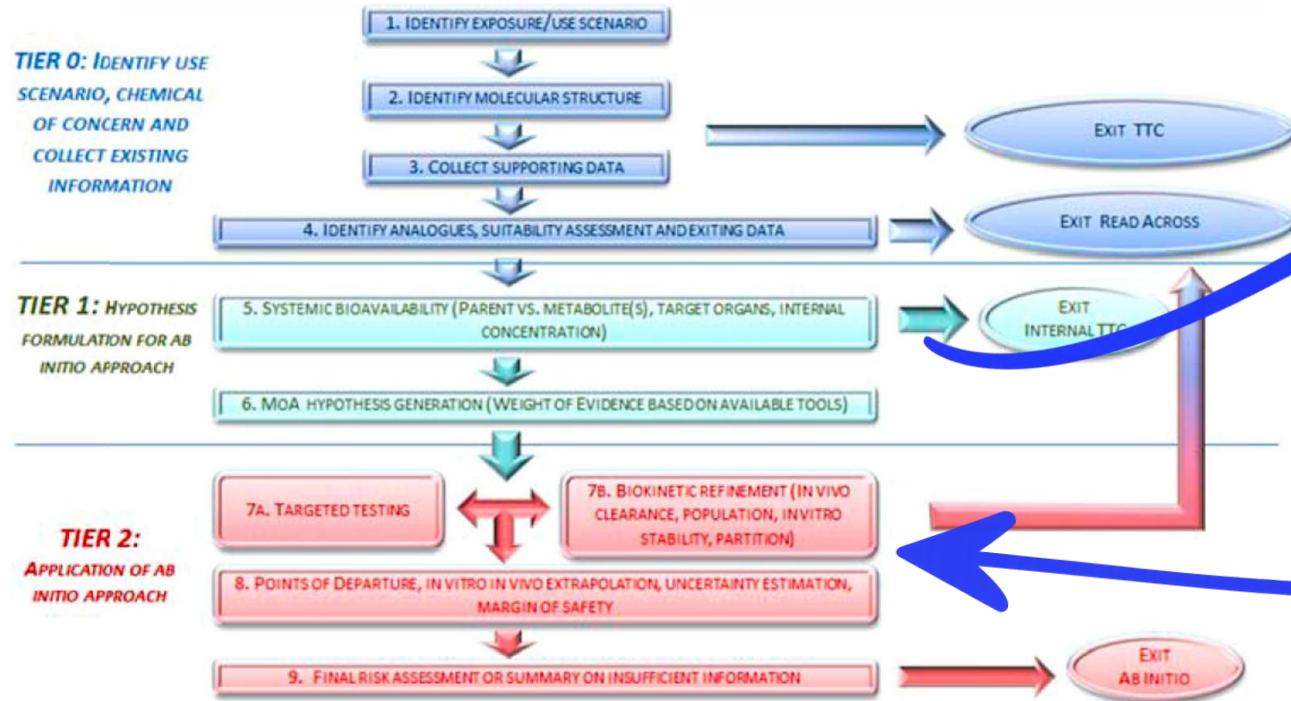 1. IDENTIFY EXPOSURE/USE SCENARIO
TIER 0: IDENTIFY USE
SCENARIO, CHEMICAL
OF CONCERN AND
COLLECT EXISTING
INFORMATION
2. IDENTIFY MOLECULAR STRUCTURE
EXIT TTC
3. COLLECT SUPPORTING DATA
4. IDENTIFY ANALOGUES, SUITABILITY ASSESSMENT AND EXITING DATA
EXIT READ ACROSS
TIER 1: HYPOTHESIS
FORMULATION FOR AB
INITIO APPROACH
5. SYSTEMIC BIOAVAILABILITY (PARENT VS. METABOLITE(S), TARGET ORGANS, INTERNAL
CONCENTRATION)
EXIT
INTERNAL TTC
6. MOA HYPOTHESIS GENERATION (WEIGHT OF EVIDENCE BASED ON AVAILABLE TOOLS)
TIER 2:
APPLICATION OF AB
INITIO APPROACH
7A. TARGETED TESTING
7B. BIOKINETIC REFINEMENT (IN VIVO
CLEARANCE, POPULATION, IN VITRO
STABILITY, PARTITION)
8. POINTS OF DEPARTURE, IN VITRO IN VIVO EXTRAPOLATION, UNCERTAINTY ESTIMATION,
MARGIN OF SAFETY
9. FINAL RISK ASSESSMENT OR SUMMARY ON INSUFFICIENT INFORMATION
EXIT
AB INITIO